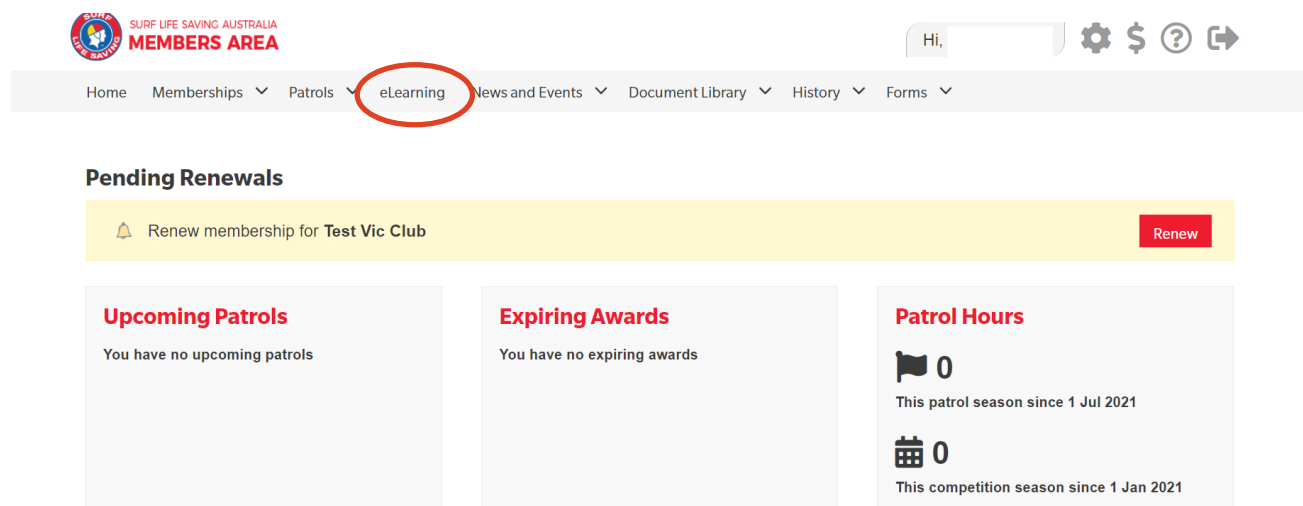 SURF
LIFE SAVING
SURF LIFE SAVING AUSTRALIA
MEMBERS AREA
Hi,
$ ?
Home Memberships Patrols eLearning News and Events Document Library History Forms
Pending Renewals
Renew membership for Test Vic Club Renew
Upcoming Patrols
You have no upcoming patrols
Expiring Awards
You have no expiring awards
Patrol Hours
0
This patrol season since 1 Jul 2021
0
This competition season since 1 Jan 2021